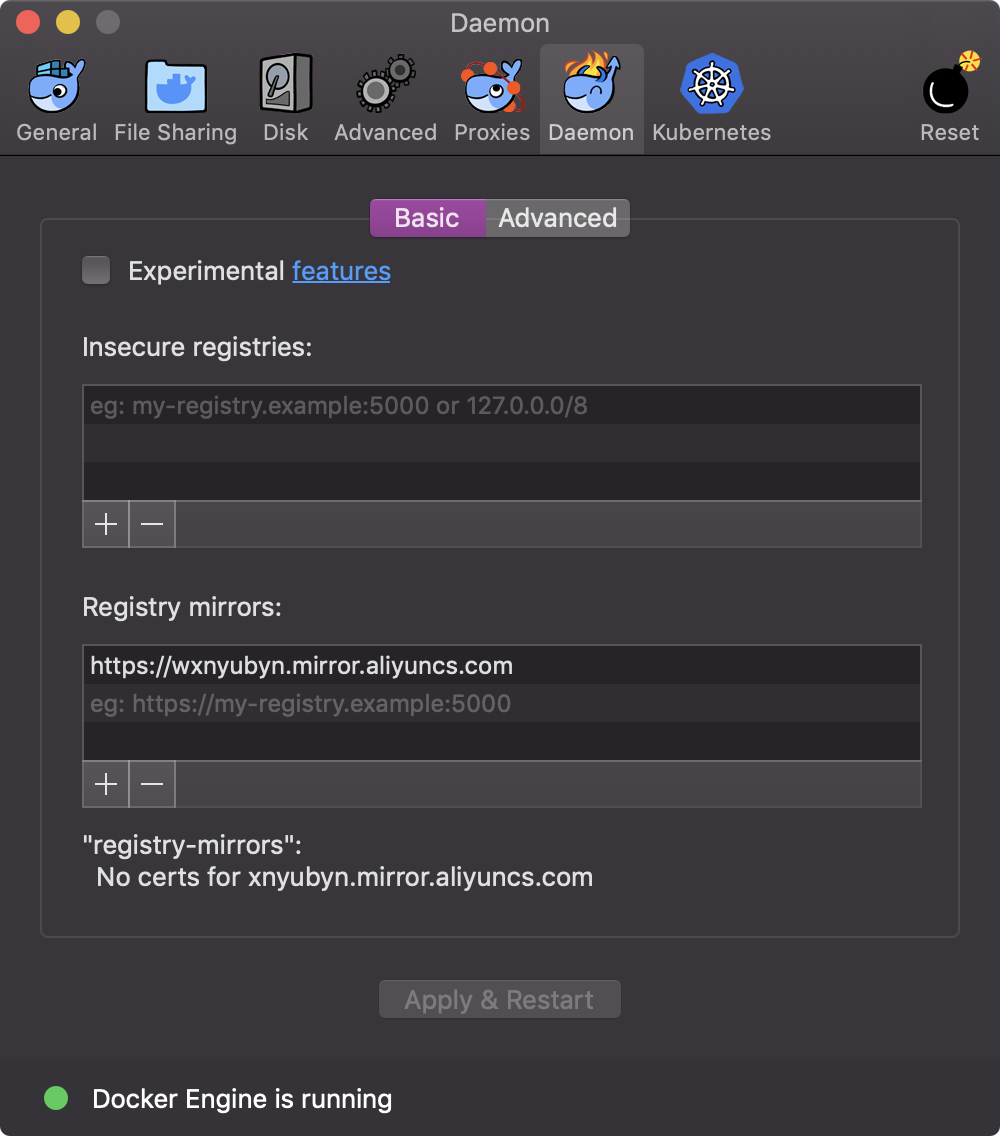 Daemon
General File Sharing Disk Advanced Proxies Daemon Kubernetes Reset
Basic Advanced
Experimental features
Insecure registries:
eg: my-registry.example:5000 or 127.0.0.0/8
Registry mirrors:
https://wxnyubyn.mirror.aliyuncs.com
eg: https://my-registry.example:5000
"registry-mirrors":
No certs for xnyubyn.mirror.aliyuncs.com
Apply & Restart
Docker Engine is running